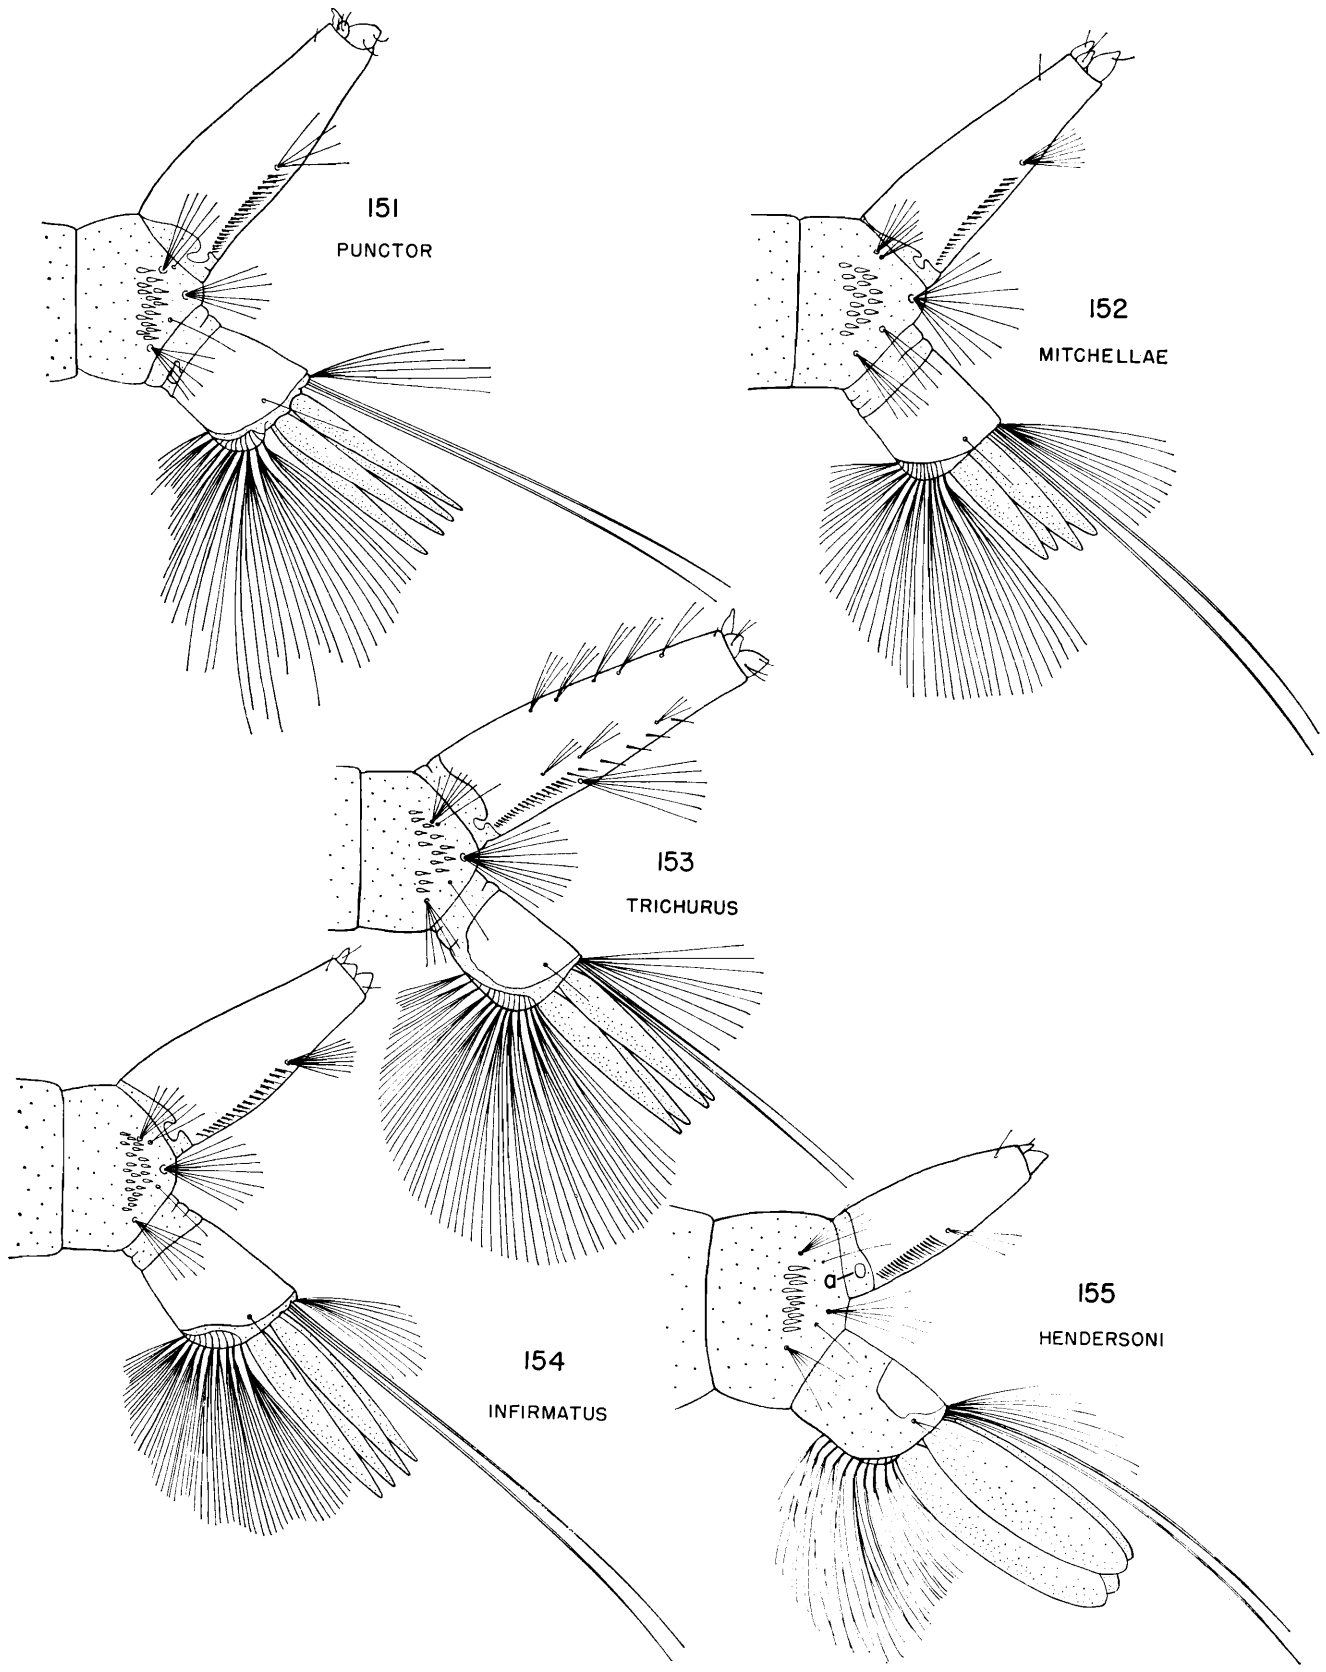 151
PUNCTOR
152
MITCHELLAE
153
TRICHURUS
154
INFIRMATUS
a
155
HENDERSONI